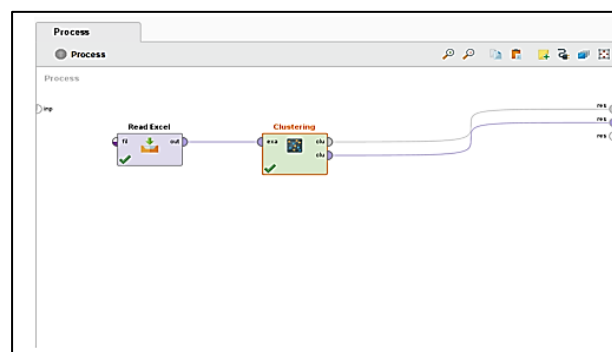 Process
Process
Process
inp
Read Excel
fil
out
Clustering
exa
clu
clu
res
res
res